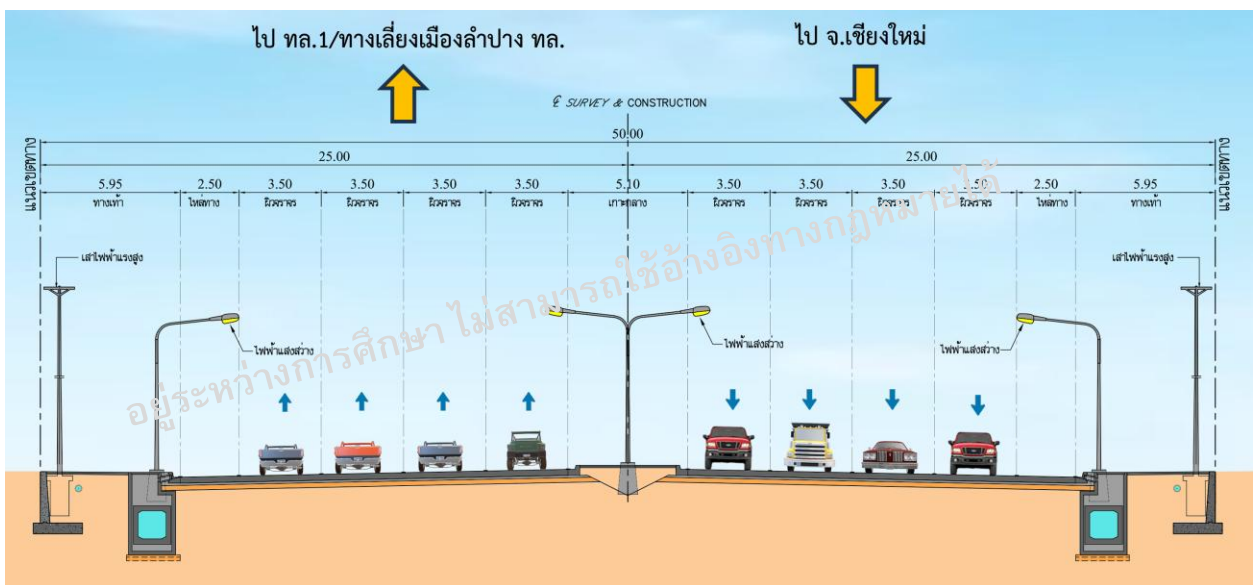 ไป ทล.1/ทางเลี่ยงเมืองลำปาง ทล.
ไป จ.เชียงใหม่
℄ SURVEY & CONSTRUCTION
50.00
25.00 25.00
5.95 2.50 3.50 3.50 3.50 3.50 5.10 3.50 3.50 3.50 3.50 2.50 5.95
ทางเท้า ไหล่ทาง ผิวจราจร ผิวจราจร ผิวจราจร ผิวจราจร เกาะกลาง ผิวจราจร ผิวจราจร ผิวจราจร ผิวจราจร ไหล่ทาง ทางเท้า
แนวเขตทาง
แนวเขตทาง
เสาไฟฟ้าแรงสูง
เสาไฟฟ้าแรงสูง
ไฟฟ้าแสงสว่าง
ไฟฟ้าแสงสว่าง
ไฟฟ้าแสงสว่าง
อยู่ระหว่างการศึกษา ไม่สามารถใช้อ้างอิงทางกฎหมายได้